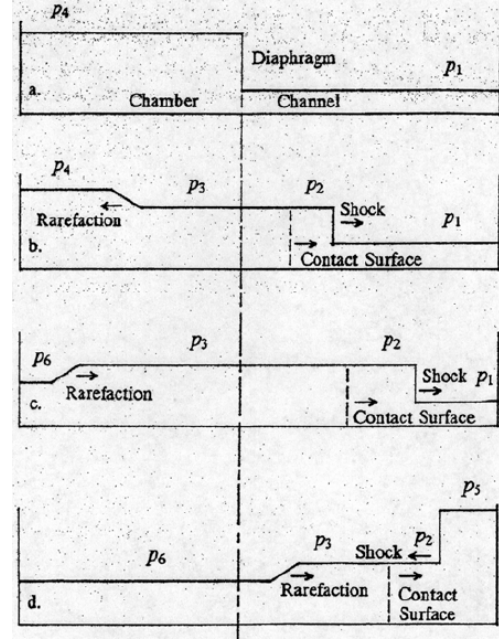 p4
Diaphragm
p1
a.
Chamber
Channel
p4
p3
p2
Shock
p1
Rarefaction
b.
Contact Surface
p6
p3
p2
Shock
p1
Rarefaction
c.
Contact Surface
p5
p6
p3
p2
Shock
Rarefaction
Contact
d.
Surface